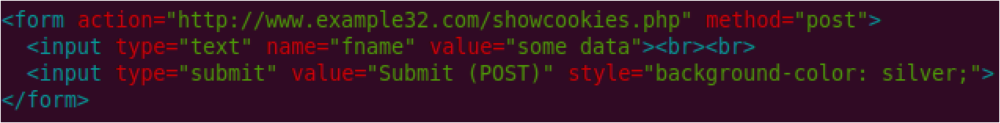 <form action="http://www.example32.com/showcookies.php" method="post">
  <input type="text" name="fname" value="some data"><br><br>
  <input type="submit" value="Submit (POST)" style="background-color: silver;">
</form>